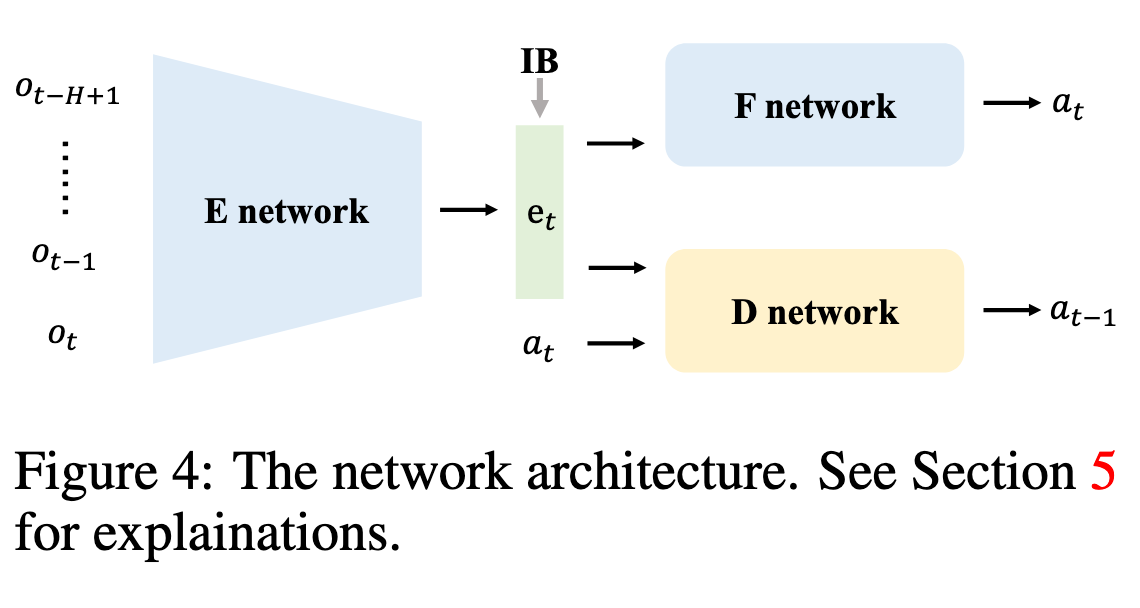 o_{t-H+1}
o_{t-1}
o_t
E network
IB
e_t
a_t
F network
a_t
D network
a_{t-1}
Figure 4: The network architecture. See Section 5
for explainations.